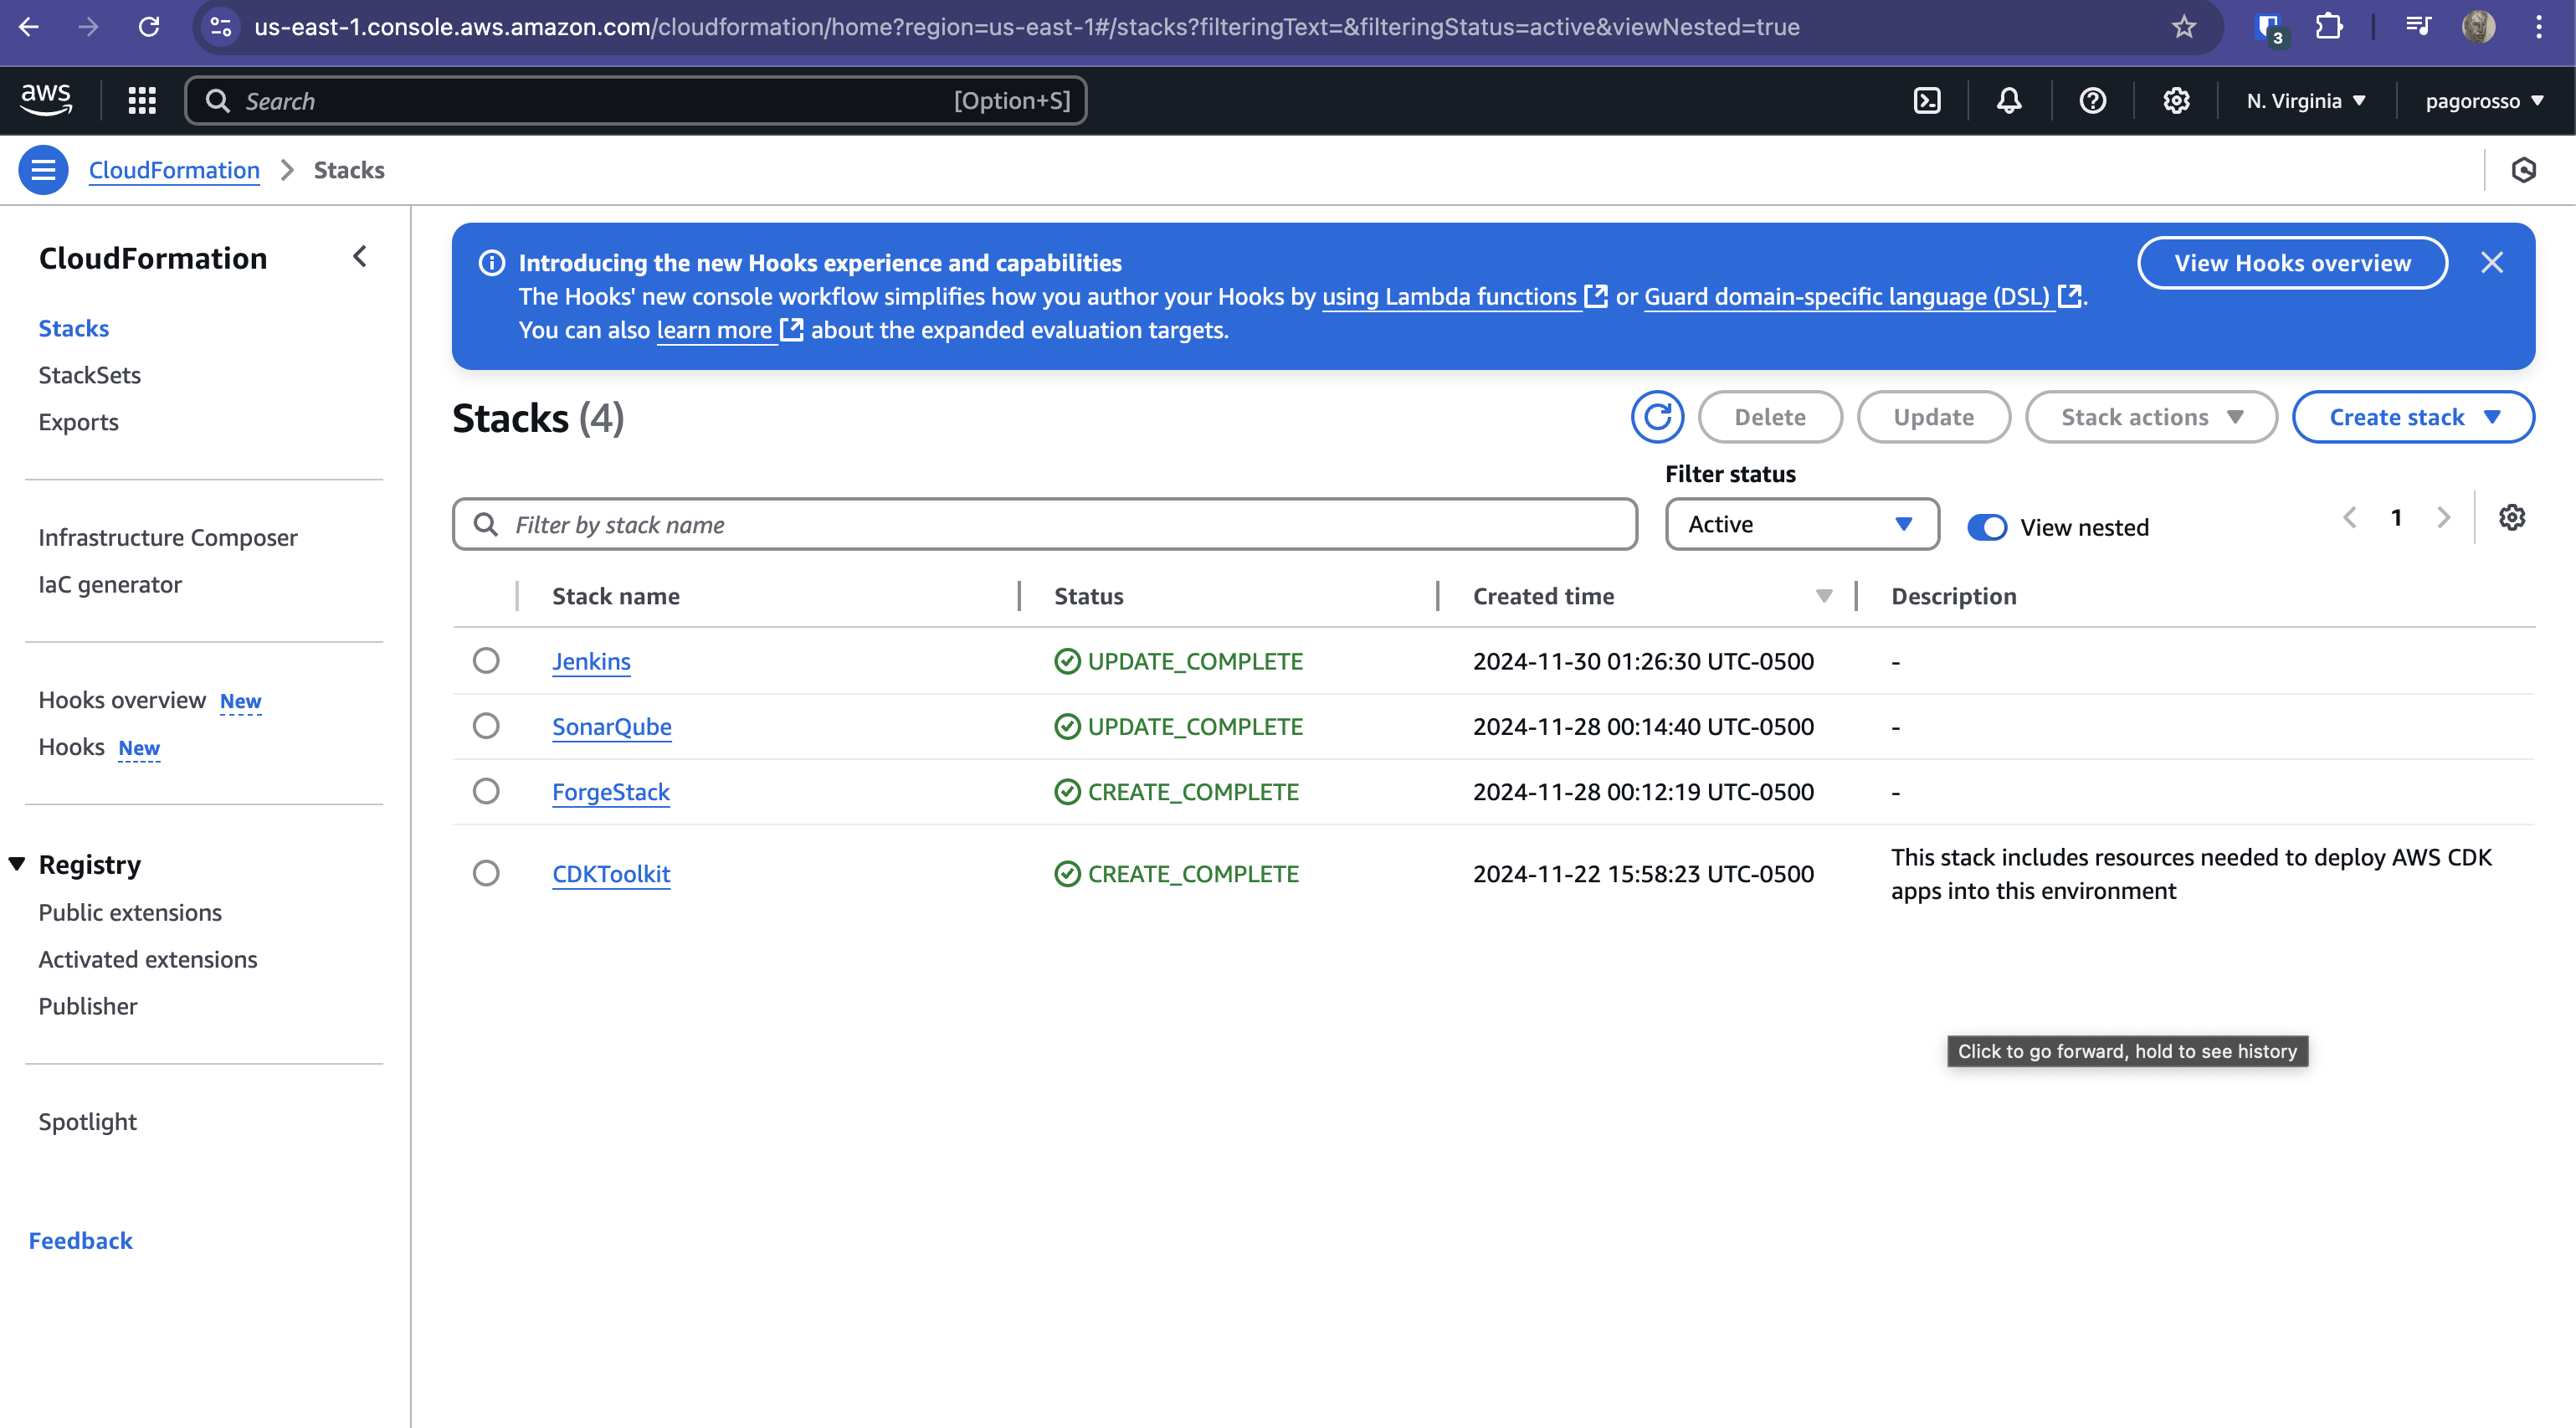 us-east-1.console.aws.amazon.com/cloudformation/home?region=us-east-1#/stacks?filteringText=&filteringStatus=active&viewNested=true
3
aws
Search
[Option+S]
N. Virginia
pagorosso
CloudFormation
Stacks
CloudFormation
Stacks
StackSets
Exports
Infrastructure Composer
IaC generator
Hooks overview New
Hooks New
Registry
Public extensions
Activated extensions
Publisher
Spotlight
Feedback
Introducing the new Hooks experience and capabilities
The Hooks' new console workflow simplifies how you author your Hooks by using Lambda functions or Guard domain-specific language (DSL).
You can also learn more about the expanded evaluation targets.
View Hooks overview
Stacks (4)
Delete
Update
Stack actions
Create stack
Filter status
Filter by stack name
Active
View nested
1
Stack name Status Created time Description
Jenkins UPDATE_COMPLETE 2024-11-30 01:26:30 UTC-0500 -
SonarQube UPDATE_COMPLETE 2024-11-28 00:14:40 UTC-0500 -
ForgeStack CREATE_COMPLETE 2024-11-28 00:12:19 UTC-0500 -
CDKToolkit CREATE_COMPLETE 2024-11-22 15:58:23 UTC-0500 This stack includes resources needed to deploy AWS CDK
apps into this environment
Click to go forward, hold to see history